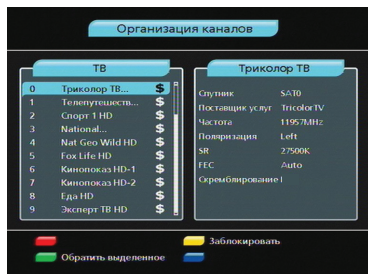 Организация каналов
ТВ
0 Триколор ТВ... $
1 Телепутешеств... $
2 Спорт 1 HD $
3 National... $
4 Nat Geo Wild HD $
5 Fox Life HD $
6 Кинопоказ HD-1 $
7 Кинопоказ HD-2 $
8 Еда HD $
9 Эксперт ТВ HD $
Триколор ТВ
Спутник SAT0
Поставщик услуг TricolorTV
Частота 11957MHz
Поляризация Left
SR 27500K
FEC Auto
Скремблирование I
Заблокировать
Обратить выделенное